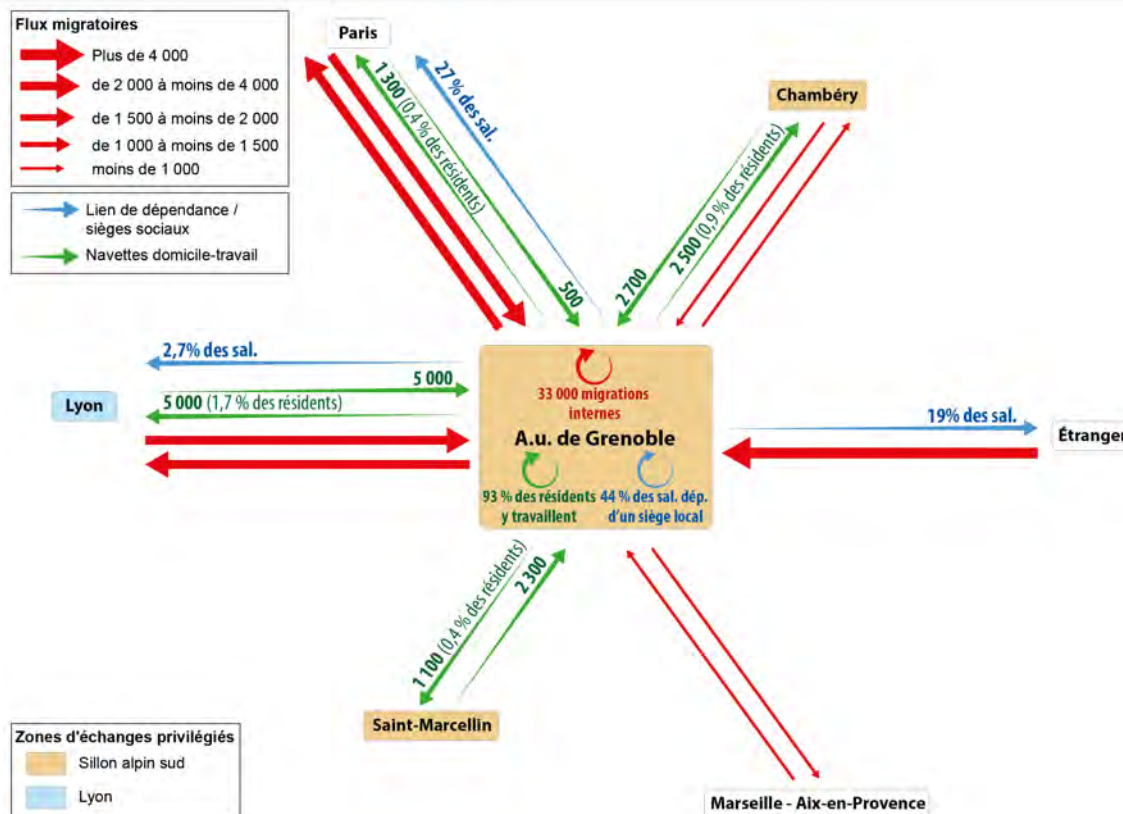 Flux migratoires
Plus de 4 000
de 2 000 à moins de 4 000
de 1 500 à moins de 2 000
de 1 000 à moins de 1 500
moins de 1 000
Lien de dépendance /
sièges sociaux
Navettes domicile-travail
Paris
1 300 (0,4 % des résidents)
27 % des sal.
500
Chambéry
2 700
2 500 (0,9 % des résidents)
2,7% des sal.
5 000
Lyon
5 000 (1,7 % des résidents)
33 000 migrations
internes
A.u. de Grenoble
93 % des résidents
y travaillent
44 % des sal. dép.
d'un siège local
19% des sal.
Étranger
1 100 (0,4 % des résidents)
2 300
Saint-Marcellin
Marseille - Aix-en-Provence
Zones d'échanges privilégiés
Sillon alpin sud
Lyon